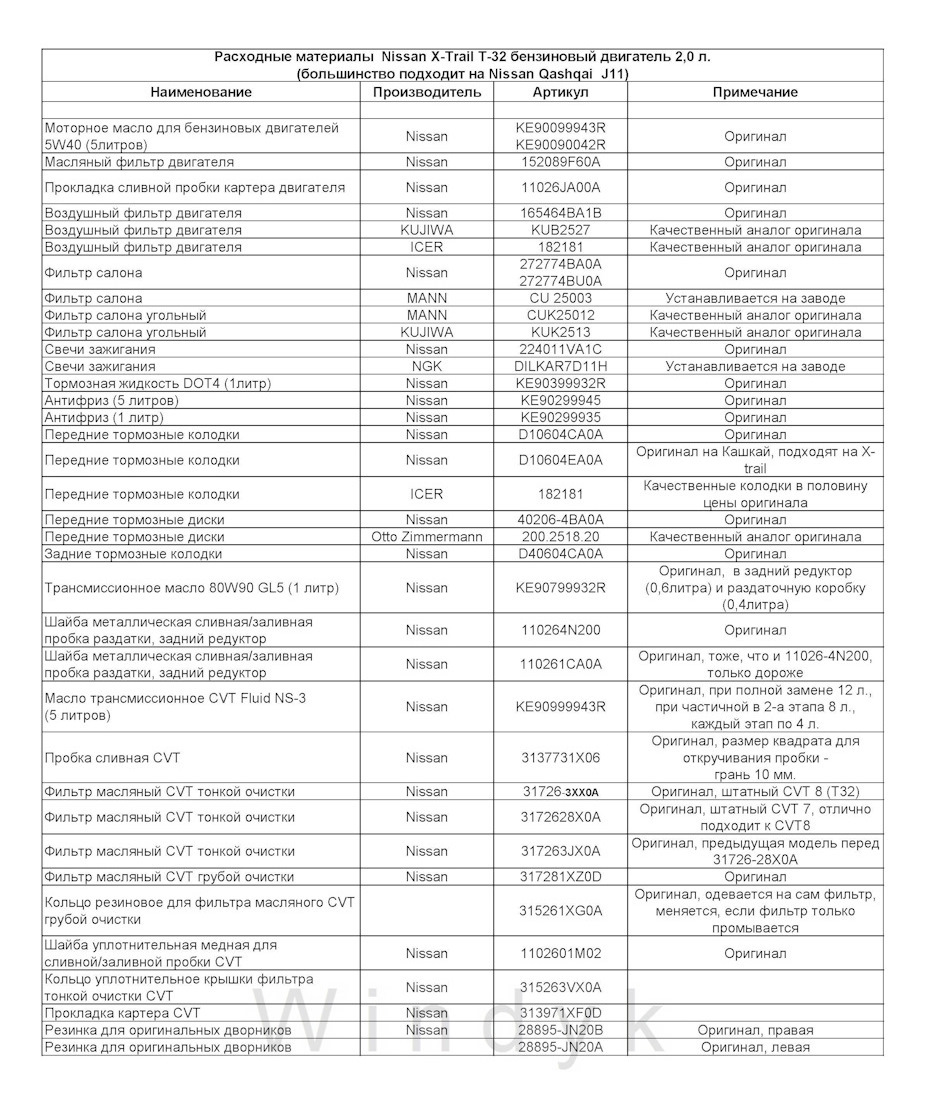 Расходные материалы Nissan X-Trail T-32 бензиновый двигатель 2,0 л.
(большинство подходит на Nissan Qashqai J11)
Наименование Производитель Артикул Примечание
Моторное масло для бензиновых двигателей
5W40 (5литров) Nissan KE90099943R
KE90090042R Оригинал
Масляный фильтр двигателя Nissan 152089F60A Оригинал
Прокладка сливной пробки картера двигателя Nissan 11026JA00A Оригинал
Воздушный фильтр двигателя Nissan 165464BA1B Оригинал
Воздушный фильтр двигателя KUJIWA KUB2527 Качественный аналог оригинала
Воздушный фильтр двигателя ICER 182181 Качественный аналог оригинала
Фильтр салона Nissan 272774BA0A
272774BU0A Оригинал
Фильтр салона MANN CU 25003 Устанавливается на заводе
Фильтр салона угольный MANN CUK25012 Качественный аналог оригинала
Фильтр салона угольный KUJIWA KUK2513 Качественный аналог оригинала
Свечи зажигания Nissan 224011VA1C Оригинал
Свечи зажигания NGK DILKAR7D11H Устанавливается на заводе
Тормозная жидкость DOT4 (1литр) Nissan KE90399932R Оригинал
Антифриз (5 литров) Nissan KE90299945 Оригинал
Антифриз (1 литр) Nissan KE90299935 Оригинал
Передние тормозные колодки Nissan D10604CA0A Оригинал
Передние тормозные колодки Nissan D10604EA0A Оригинал на Кашкай, подходят на X-
trail
Передние тормозные колодки ICER 182181 Качественные колодки в половину
цены оригинала
Передние тормозные диски Nissan 40206-4BA0A Оригинал
Передние тормозные диски Otto Zimmermann 200.2518.20 Качественный аналог оригинала
Задние тормозные колодки Nissan D40604CA0A Оригинал
Трансмиссионное масло 80W90 GL5 (1 литр) Nissan KE90799932R Оригинал, в задний редуктор
(0,6литра) и раздаточную коробку
(0,4литра)
Шайба металлическая сливная/заливная
пробка раздатки, задний редуктор Nissan 110264N200 Оригинал
Шайба металлическая сливная/заливная
пробка раздатки, задний редуктор Nissan 110261CA0A Оригинал, тоже, что и 11026-4N200,
только дороже
Масло трансмиссионное CVT Fluid NS-3
(5 литров) Nissan KE90999943R Оригинал, при полной замене 12 л.,
при частичной в 2-а этапа 8 л.,
каждый этап по 4 л.
Пробка сливная CVT Nissan 3137731X06 Оригинал, размер квадрата для
откручивания пробки -
грань 10 мм.
Фильтр масляный CVT тонкой очистки Nissan 31726-3XX0A Оригинал, штатный CVT 8 (T32)
Фильтр масляный CVT тонкой очистки Nissan 3172628X0A Оригинал, штатный CVT 7, отлично
подходит к CVT8
Фильтр масляный CVT тонкой очистки Nissan 317263JX0A Оригинал, предыдущая модель перед
31726-28X0A
Фильтр масляный CVT грубой очистки Nissan 317281XZ0D Оригинал
Кольцо резиновое для фильтра масляного CVT
грубой очистки 315261XG0A Оригинал, одевается на сам фильтр,
меняется, если фильтр только
промывается
Шайба уплотнительная медная для
сливной/заливной пробки CVT Nissan 1102601M02 Оригинал
Кольцо уплотнительное крышки фильтра
тонкой очистки CVT Nissan 315263VX0A
Прокладка картера CVT Nissan 313971XF0D
Резинка для оригинальных дворников Nissan 28895-JN20B Оригинал, правая
Резинка для оригинальных дворников Nissan 28895-JN20A Оригинал, левая
Windyk